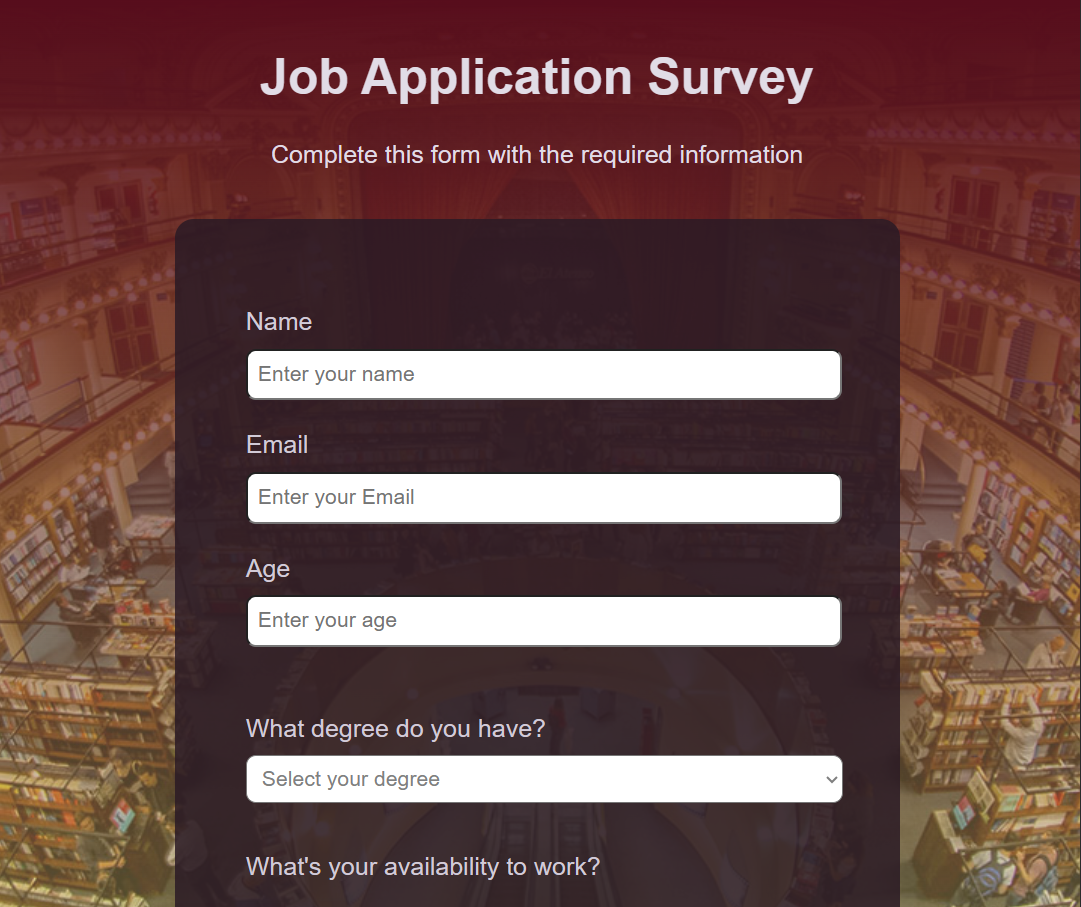 Job Application Survey
Complete this form with the required information
Name
Enter your name
Email
Enter your Email
Age
Enter your age
What degree do you have?
Select your degree
What's your availability to work?